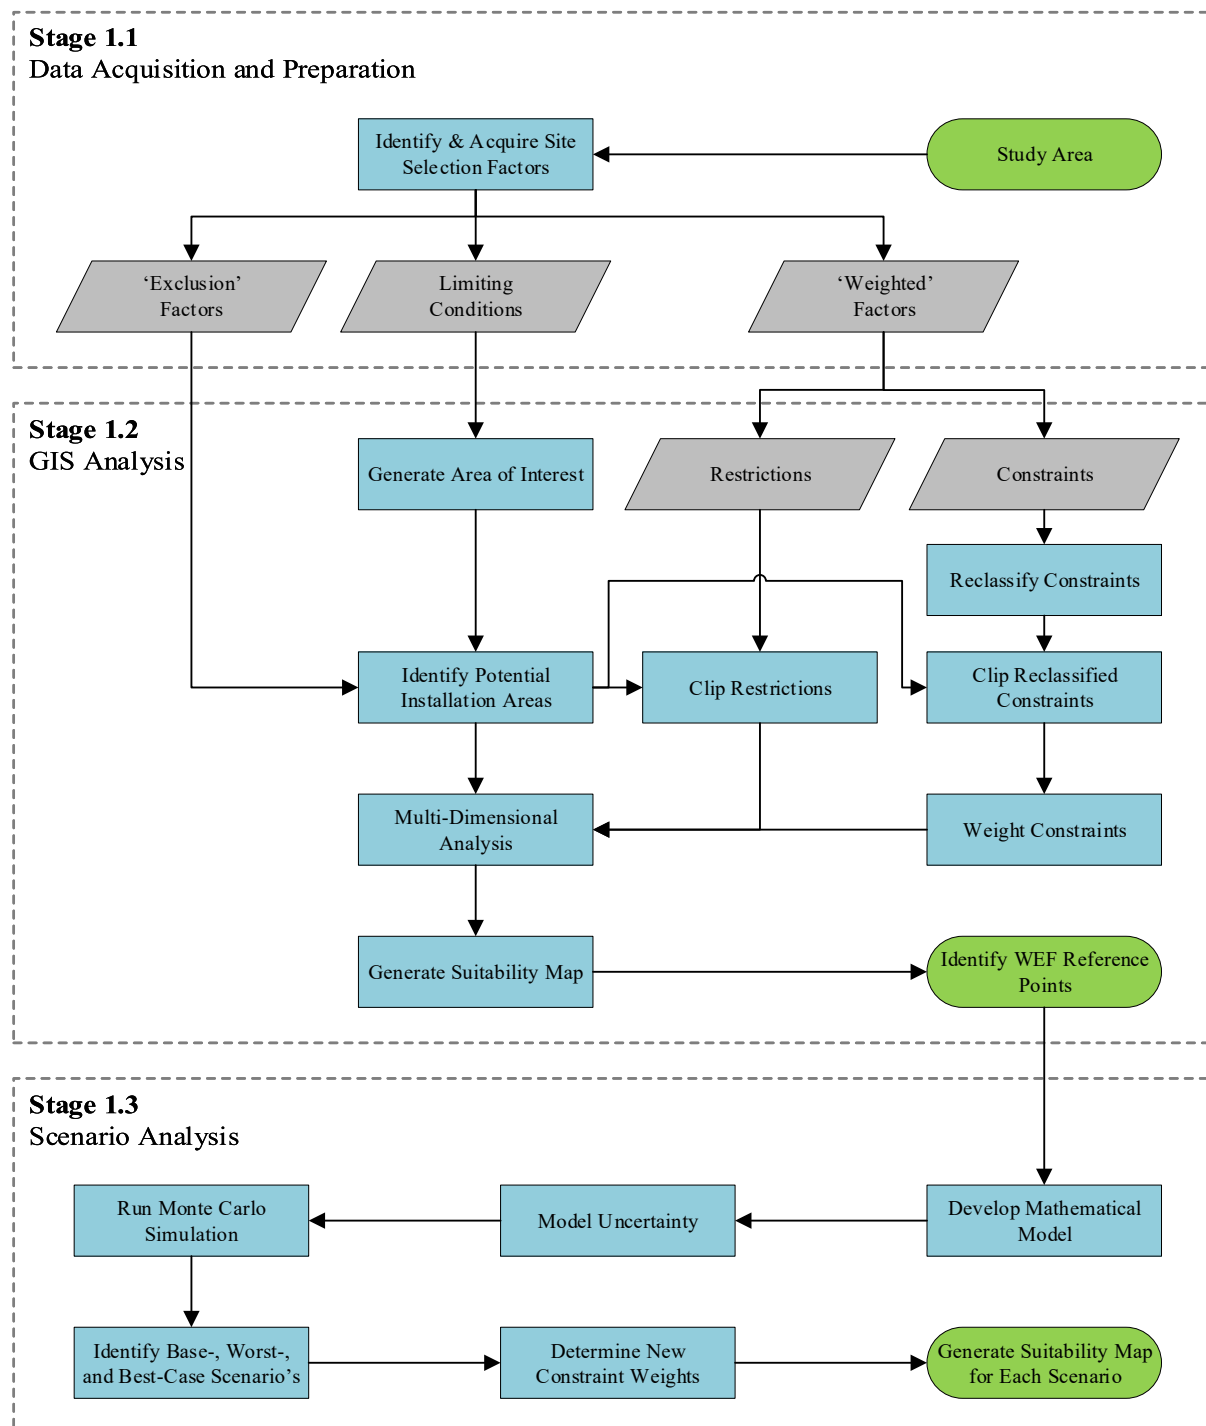 Stage 1.1
Data Acquisition and Preparation
Identify & Acquire Site
Selection Factors
Study Area
‘Exclusion’
Factors
Limiting
Conditions
‘Weighted’
Factors
Stage 1.2
GIS Analysis
Generate Area of Interest
Restrictions
Constraints
Reclassify Constraints
Identify Potential
Installation Areas
Clip Restrictions
Clip Reclassified
Constraints
Multi-Dimensional
Analysis
Weight Constraints
Generate Suitability Map
Identify WEF Reference
Points
Stage 1.3
Scenario Analysis
Run Monte Carlo
Simulation
Model Uncertainty
Develop Mathematical
Model
Identify Base-, Worst-,
and Best-Case Scenario’s
Determine New
Constraint Weights
Generate Suitability Map
for Each Scenario